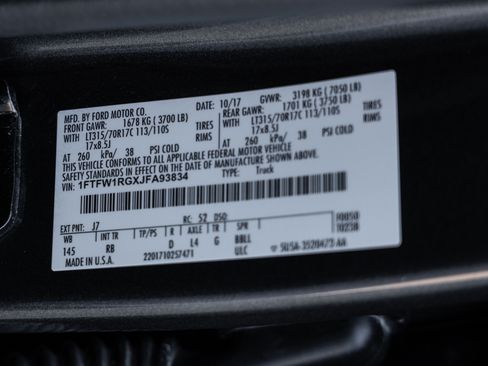 MFD. BY FORD MOTOR CO.
DATE: 10/17 GVWR: 3198 KG (7050 LB)
FRONT GAWR: 1678 KG (3700 LB) REAR GAWR: 1701 KG (3750 LB)
WITH LT315/70R17C 113/110S TIRES WITH LT315/70R17C 113/110S TIRES
17x8.5J RIMS 17x8.5J RIMS
AT 260 kPa/ 38 PSI COLD AT 260 kPa/ 38 PSI COLD
THIS VEHICLE CONFORMS TO ALL APPLICABLE FEDERAL MOTOR VEHICLE
SAFETY STANDARDS IN EFFECT ON THE DATE OF MANUFACTURE SHOWN ABOVE.
VIN: 1FTFW1RGXJFA93834 TYPE: Truck
EXT PNT: J7 RC: 52 DSO:
WB INT TR TP/PS R AXLE TR SPR
145 RB D L4 G BBLL
ULC
MADE IN U.S.A. 2201710257471